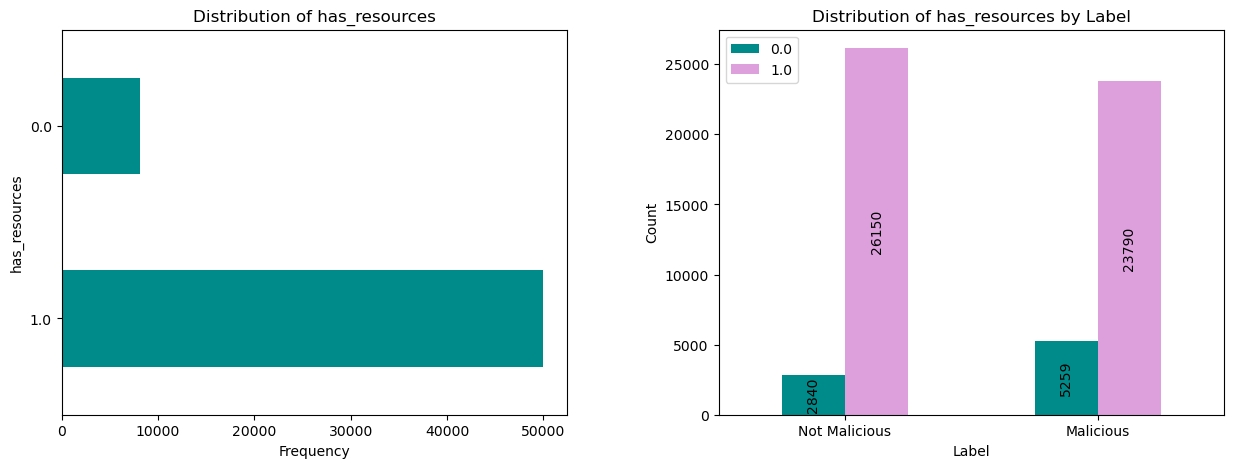 Distribution of has_resources
has_resources
0.0
1.0
0
10000
20000
30000
40000
50000
Frequency
Distribution of has_resources by Label
0.0
1.0
Count
25000
20000
15000
10000
5000
0
2840
26150
5259
23790
Not Malicious
Malicious
Label